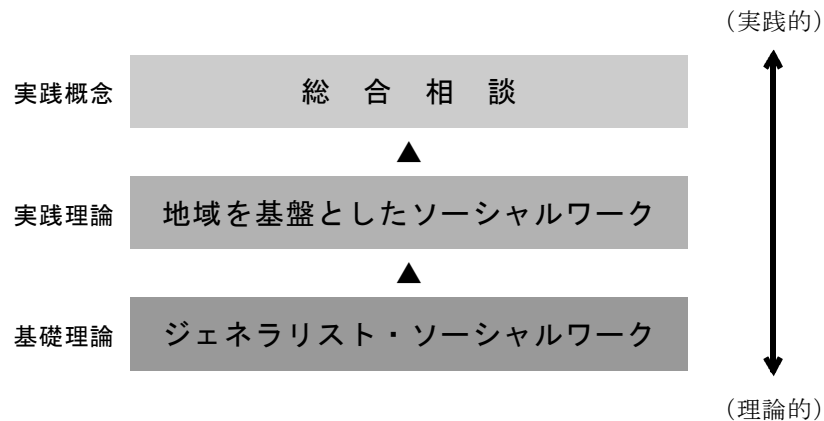 (実践的)
実践概念 総合相談
▲
実践理論 地域を基盤としたソーシャルワーク
▲
基礎理論 ジェネラリスト・ソーシャルワーク
(理論的)